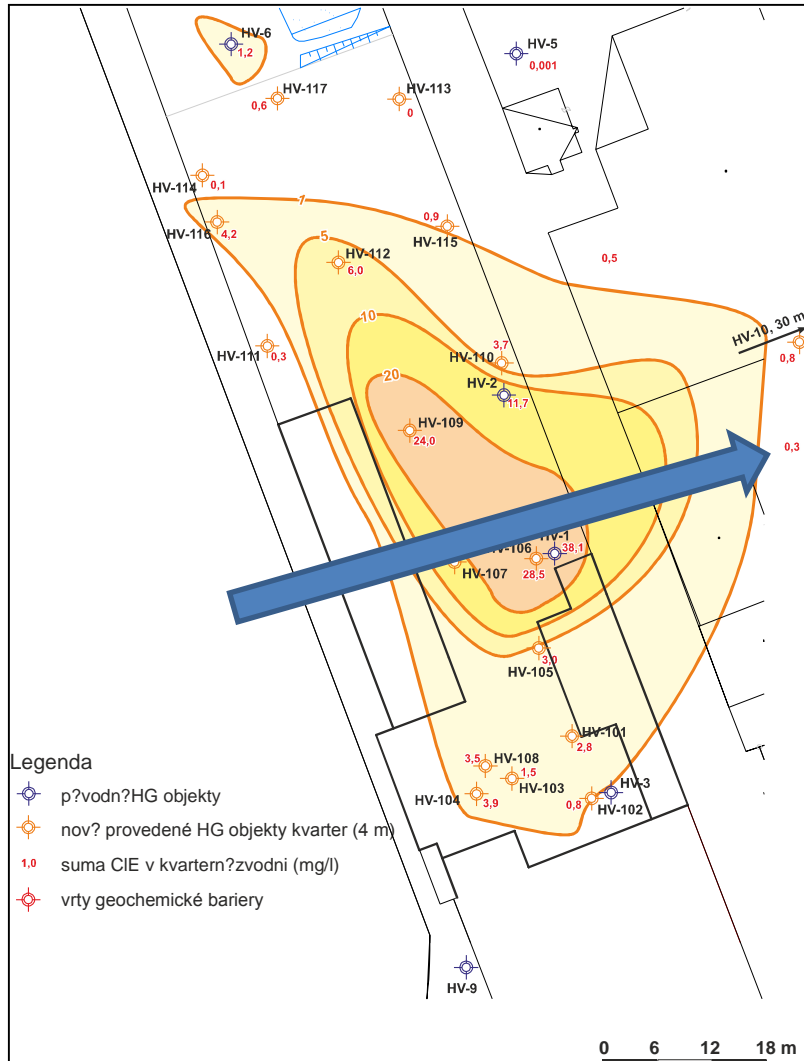 HV-6
1,2
HV-5
0,001
HV-117
0,6
HV-113
0
HV-114
0,1
1
HV-116
4,2
0,9
HV-115
5
HV-112
6,0
0,5
10
HV-10, 30 m
0,8
HV-111
0,3
3,7
HV-110
HV-2
11,7
20
HV-109
24,0
0,3
HV-1
38,1
HV-106
28,5
HV-107
HV-105
3,0
HV-101
2,8
3,5
HV-108
1,5
HV-103
HV-104
3,9
HV-3
0,8
HV-102
Legenda
p?vodn?HG objekty
nov? provedené HG objekty kvarter (4 m)
1,0 suma ClE v kvartern?zvodni (mg/l)
vrty geochemické bariery
HV-9
0 6 12 18 m